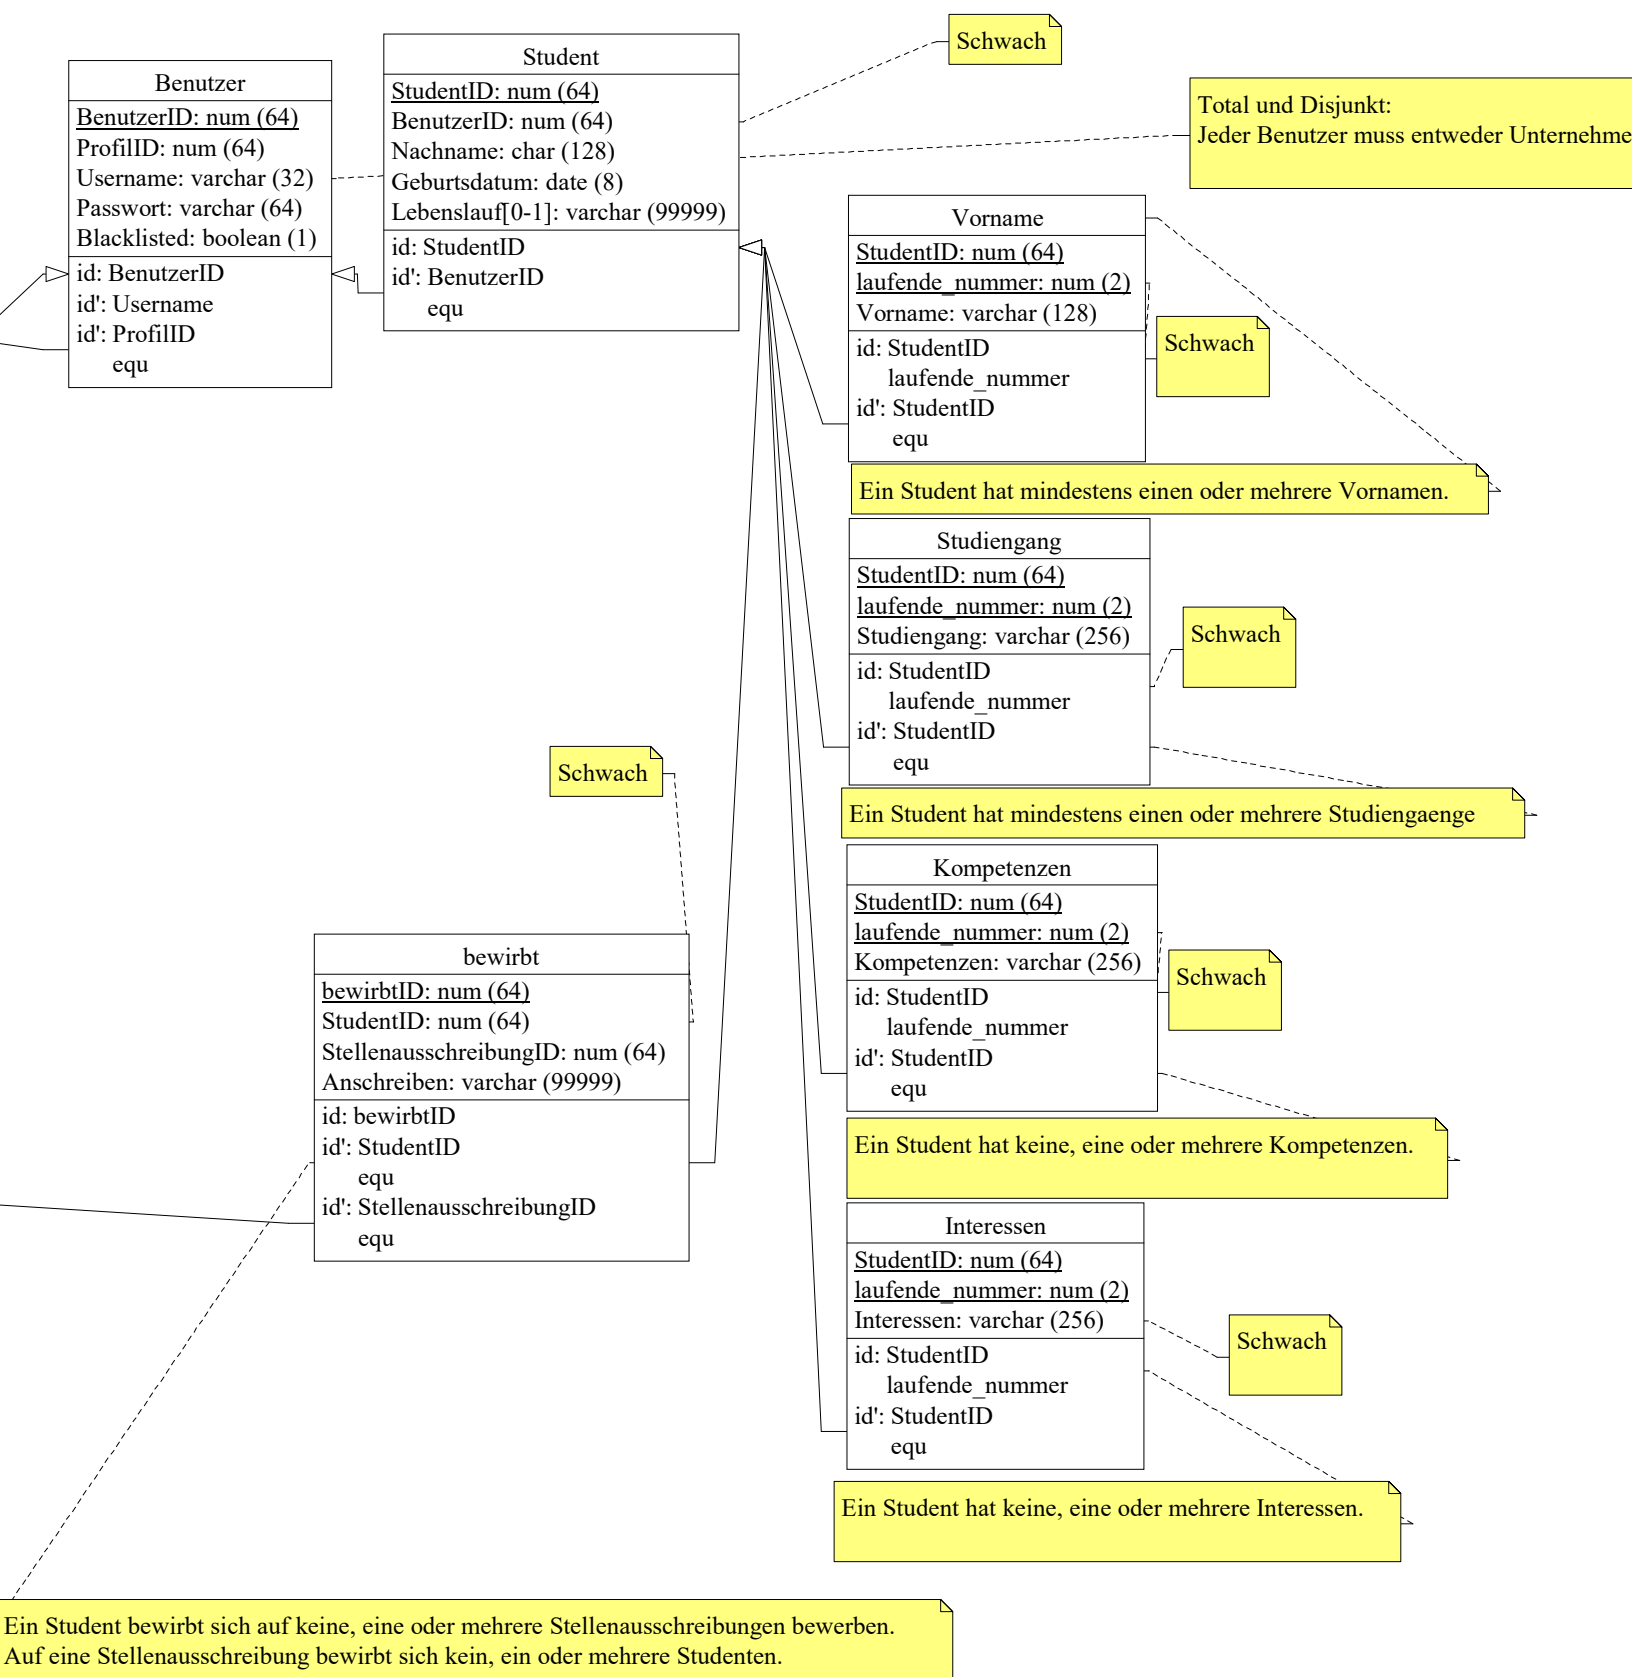 Benutzer
BenutzerID: num (64)
ProfilID: num (64)
Username: varchar (32)
Passwort: varchar (64)
Blacklisted: boolean (1)
id: BenutzerID
id': Username
id': ProfilID
equ
Student
StudentID: num (64)
BenutzerID: num (64)
Nachname: char (128)
Geburtsdatum: date (8)
Lebenslauf[0-1]: varchar (99999)
id: StudentID
id': BenutzerID
equ
Schwach
Total und Disjunkt:
Jeder Benutzer muss entweder Unternehme
Vorname
StudentID: num (64)
laufende_nummer: num (2)
Vorname: varchar (128)
id: StudentID
laufende_nummer
id': StudentID
equ
Schwach
Ein Student hat mindestens einen oder mehrere Vornamen.
Studiengang
StudentID: num (64)
laufende_nummer: num (2)
Studiengang: varchar (256)
id: StudentID
laufende_nummer
id': StudentID
equ
Schwach
Ein Student hat mindestens einen oder mehrere Studiengaenge
Schwach
bewirbt
bewirbtID: num (64)
StudentID: num (64)
StellenausschreibungID: num (64)
Anschreiben: varchar (99999)
id: bewirbtID
id': StudentID
equ
id': StellenausschreibungID
equ
Kompetenzen
StudentID: num (64)
laufende_nummer: num (2)
Kompetenzen: varchar (256)
id: StudentID
laufende_nummer
id': StudentID
equ
Schwach
Ein Student hat keine, eine oder mehrere Kompetenzen.
Interessen
StudentID: num (64)
laufende_nummer: num (2)
Interessen: varchar (256)
id: StudentID
laufende_nummer
id': StudentID
equ
Schwach
Ein Student hat keine, eine oder mehrere Interessen.
Ein Student bewirbt sich auf keine, eine oder mehrere Stellenausschreibungen bewerben.
Auf eine Stellenausschreibung bewirbt sich kein, ein oder mehrere Studenten.